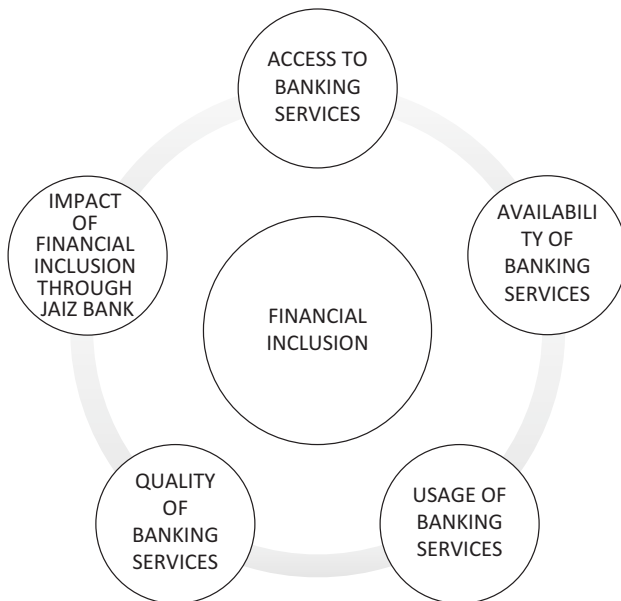 ACCESS TO
BANKING
SERVICES
IMPACT
OF
FINANCIAL
INCLUSION
THROUGH
JAIZ BANK
AVAILABILI
TY OF
BANKING
SERVICES
FINANCIAL
INCLUSION
QUALITY
OF
BANKING
SERVICES
USAGE OF
BANKING
SERVICES